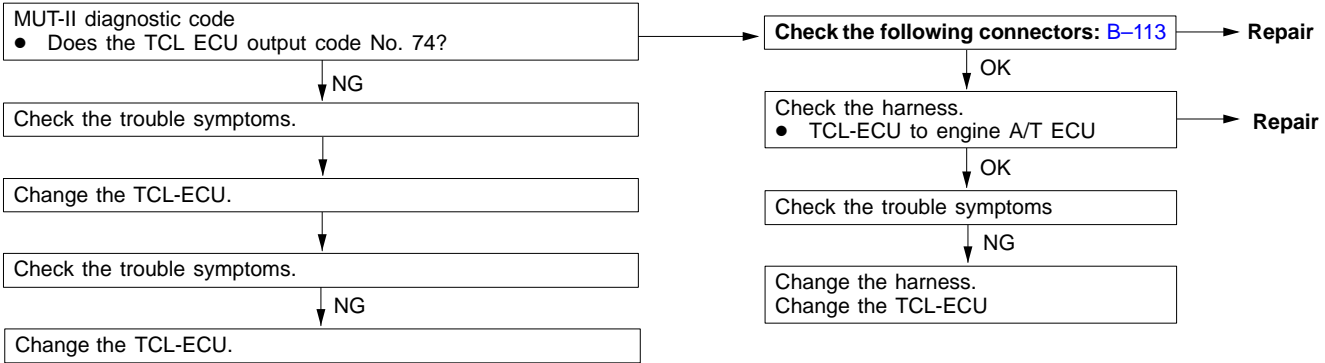 MUT-II diagnostic code
● Does the TCL ECU output code No. 74?
NG
Check the trouble symptoms.
Change the TCL-ECU.
Check the trouble symptoms.
NG
Change the TCL-ECU.
Check the following connectors: B–113
Repair
OK
Check the harness.
● TCL-ECU to engine A/T ECU
Repair
OK
Check the trouble symptoms
NG
Change the harness.
Change the TCL-ECU